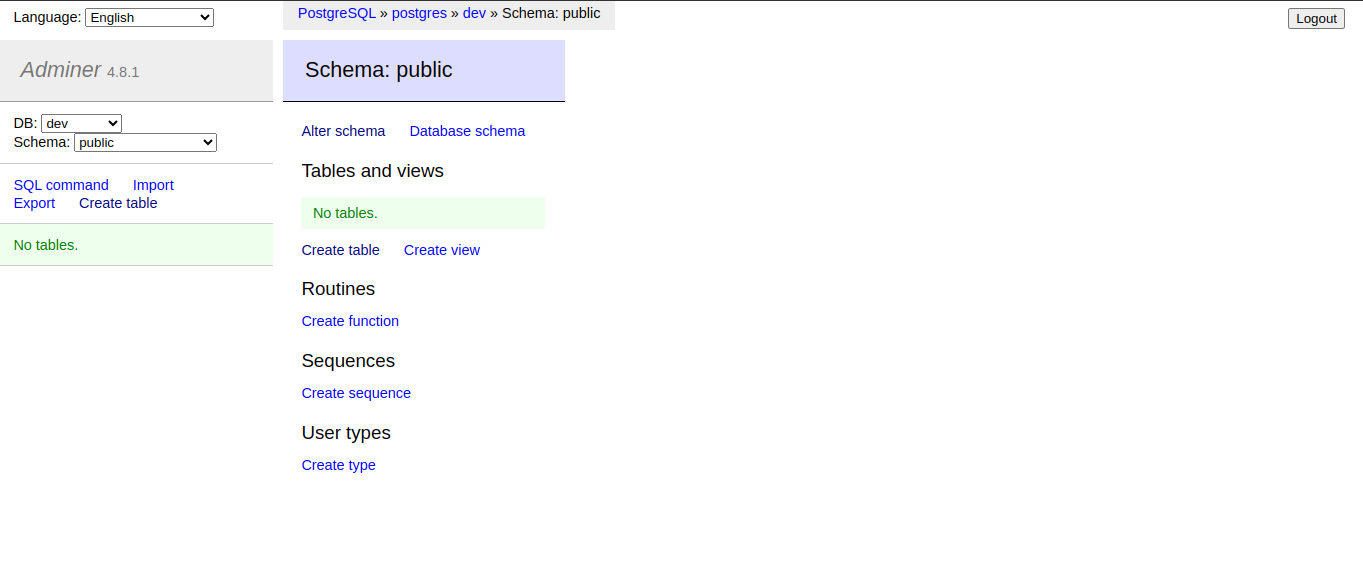 Language: English
PostgreSQL » postgres » dev » Schema: public
Logout
Adminer 4.8.1
DB: dev
Schema: public
SQL command Import
Export Create table
No tables.
Schema: public
Alter schema Database schema
Tables and views
No tables.
Create table Create view
Routines
Create function
Sequences
Create sequence
User types
Create type